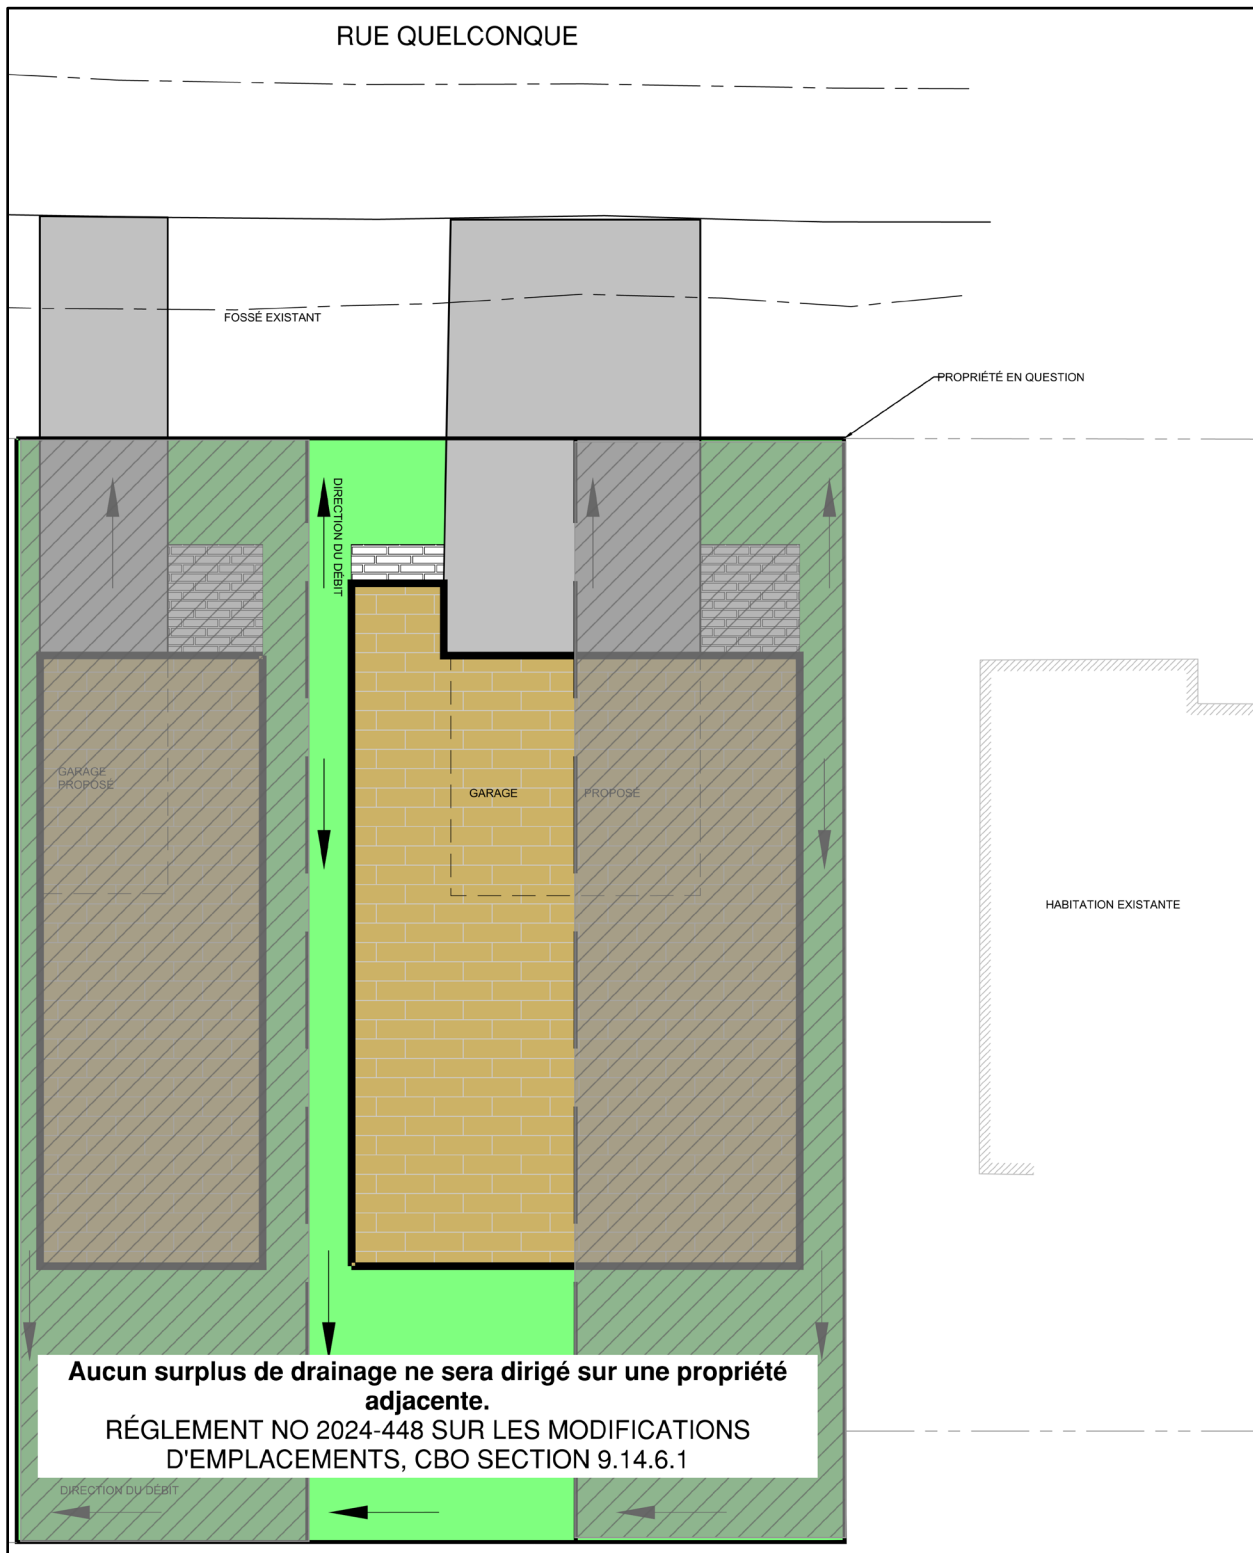 RUE QUELCONQUE
FOSSÉ EXISTANT
PROPRIÉTÉ EN QUESTION
DIRECTION DU DÉBIT
GARAGE
PROPOSÉ
GARAGE
PROPOSÉ
HABITATION EXISTANTE
Aucun surplus de drainage ne sera dirigé sur une propriété
adjacente.
RÉGLEMENT NO 2024-448 SUR LES MODIFICATIONS
D'EMPLACEMENTS, CBO SECTION 9.14.6.1
DIRECTION DU DÉBIT